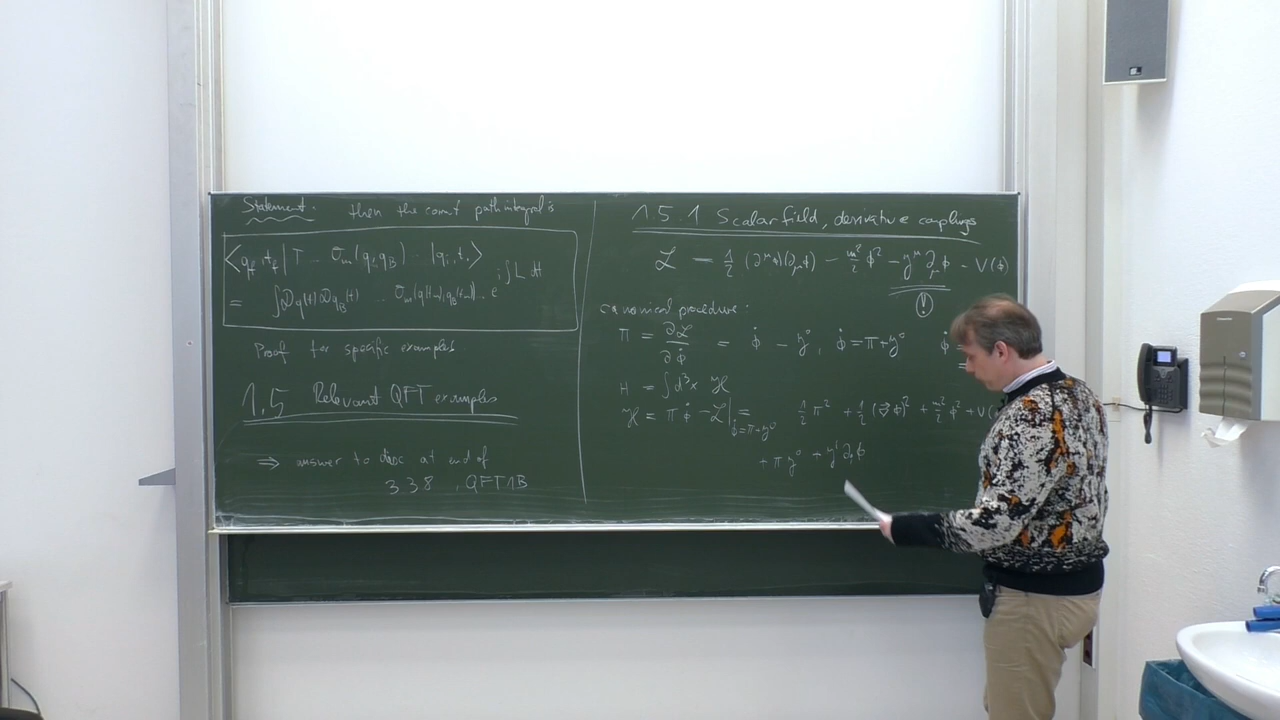 Statement: then the correct path integral is
⟨q_f, t_f | T … O_m(q, q_B) … | q_i, t_i⟩
= ∫Dq(t) Dq_B(t) … O_m(q(t_m), q_B(t_m)) … e^{i∫L dt}
Proof for specific examples
1.5 Relevant QFT examples
⇒ answer to disc at end of
338, QFT1B
1.5.1 Scalar field, derivative couplings
ℒ = ½ (∂^μ φ)(∂_μ φ) − m²/2 φ² − y^μ ∂_μ φ − V(φ)
!
canonical procedure:
π = ∂ℒ/∂φ̇ = φ̇ − y⁰, φ̇ = π + y⁰ φ̇ =
H = ∫d³x ℋ
ℋ = π φ̇ − ℒ|_{φ̇=π+y⁰} = ½ π² + ½ (∇⃗φ)² + m²/2 φ² + V(
+ π y⁰ + y^i ∂_i φ